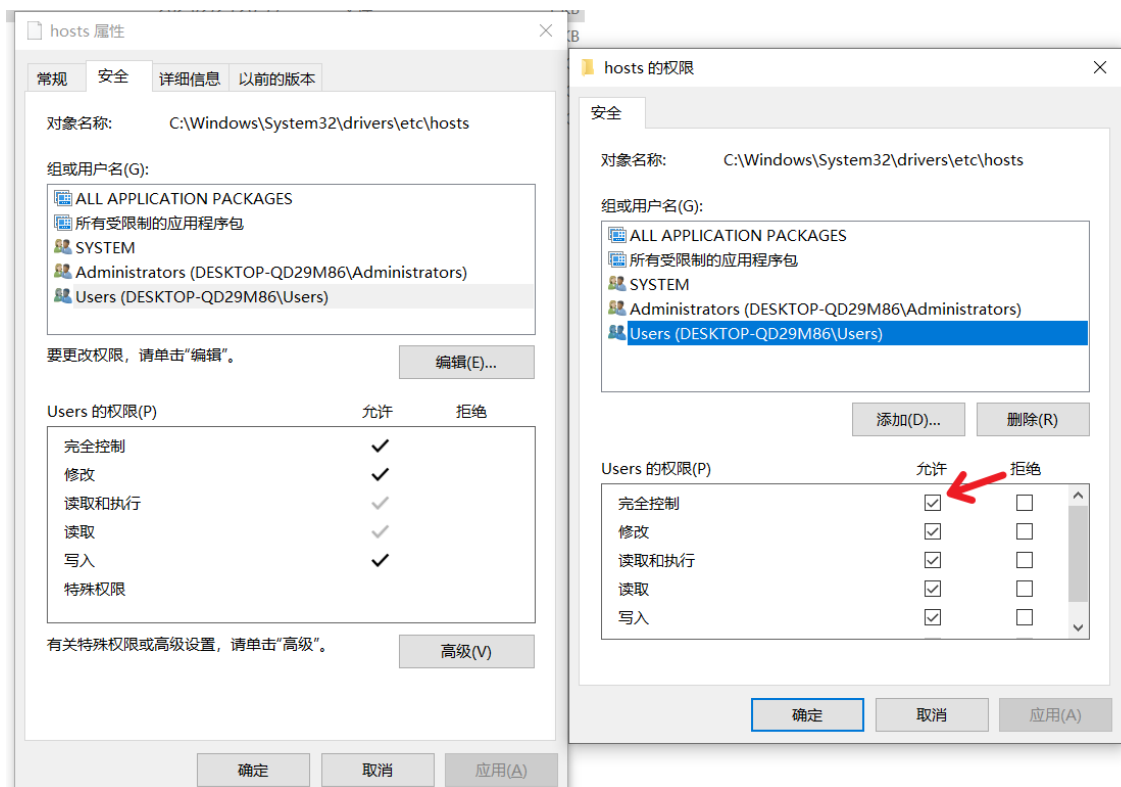 hosts 属性
常规 安全 详细信息 以前的版本
对象名称: C:\Windows\System32\drivers\etc\hosts
组或用户名(G):
ALL APPLICATION PACKAGES
所有受限制的应用程序包
SYSTEM
Administrators (DESKTOP-QD29M86\Administrators)
Users (DESKTOP-QD29M86\Users)
要更改权限，请单击"编辑"。
编辑(E)...
Users 的权限(P) 允许 拒绝
完全控制
修改
读取和执行
读取
写入
特殊权限
有关特殊权限或高级设置，请单击"高级"。
高级(V)
确定 取消 应用(A)
KB
hosts 的权限
安全
对象名称: C:\Windows\System32\drivers\etc\hosts
组或用户名(G):
ALL APPLICATION PACKAGES
所有受限制的应用程序包
SYSTEM
Administrators (DESKTOP-QD29M86\Administrators)
Users (DESKTOP-QD29M86\Users)
添加(D)... 删除(R)
Users 的权限(P) 允许 拒绝
完全控制
修改
读取和执行
读取
写入
确定 取消 应用(A)